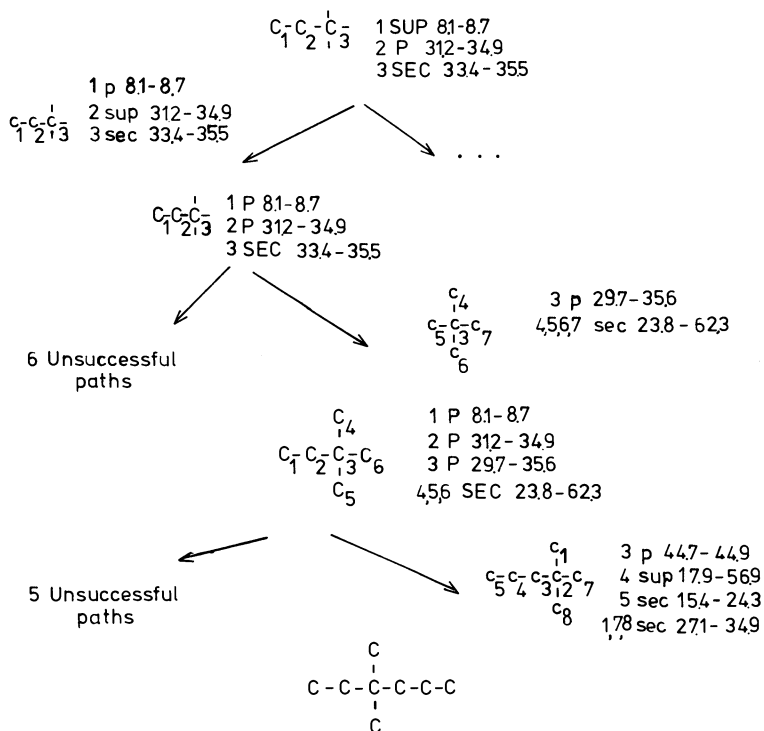 C-C-C- 1 SUP 8.1-8.7
1 2 3 2 P 31.2-34.9
3 SEC 33.4-35.5
1 p 8.1-8.7
2 sup 31.2-34.9
C-C-C- 3 sec 33.4-35.5
1 2 3
. . .
C-C-C- 1 P 8.1-8.7
1 2 3 2 P 31.2-34.9
3 SEC 33.4-35.5
C4
C-C-C 3 p 29.7-35.6
5 3 7 4,5,6,7 sec 23.8-62.3
C6
6 Unsuccessful
paths
C4
C-C-C-C 1 P 8.1-8.7
1 2 3 6 2 P 31.2-34.9
C5 3 P 29.7-35.6
4,5,6 SEC 23.8-62.3
5 Unsuccessful
paths
C1
C-C-C-C-C 3 p 44.7-44.9
5 4 3 2 7 4 sup 17.9-56.9
C8 5 sec 15.4-24.3
1,7,8 sec 27.1-34.9
C
C-C-C-C-C-C
C